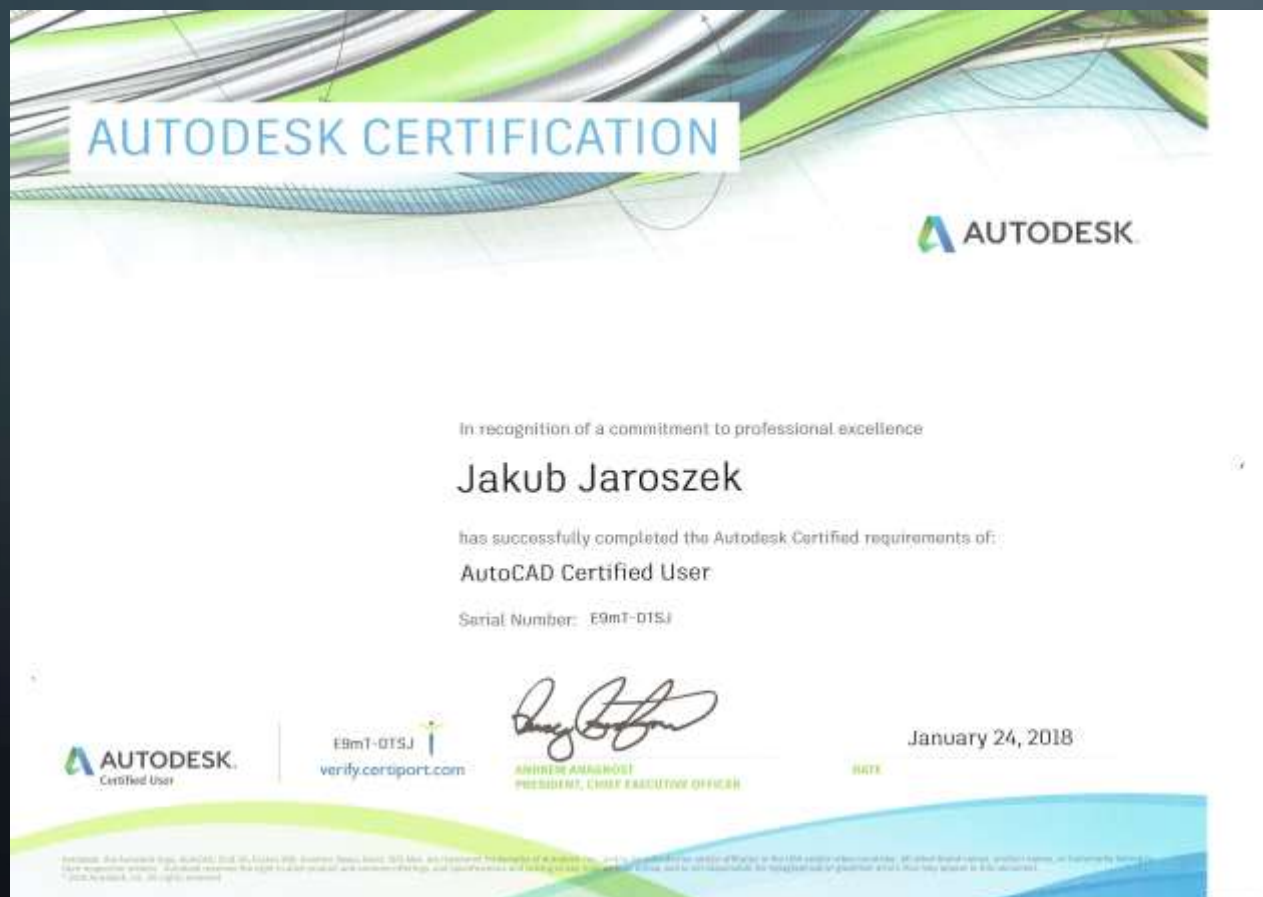 AUTODESK CERTIFICATION
AUTODESK
In recognition of a commitment to professional excellence
Jakub Jaroszek
has successfully completed the Autodesk Certified requirements of:
AutoCAD Certified User
Serial Number: E9mT-0TSJ
AUTODESK.
Certified User
E9mT-0TSJ
verify.certiport.com
ANDREW ANAGNOST
PRESIDENT, CHIEF EXECUTIVE OFFICER
January 24, 2018
DATE